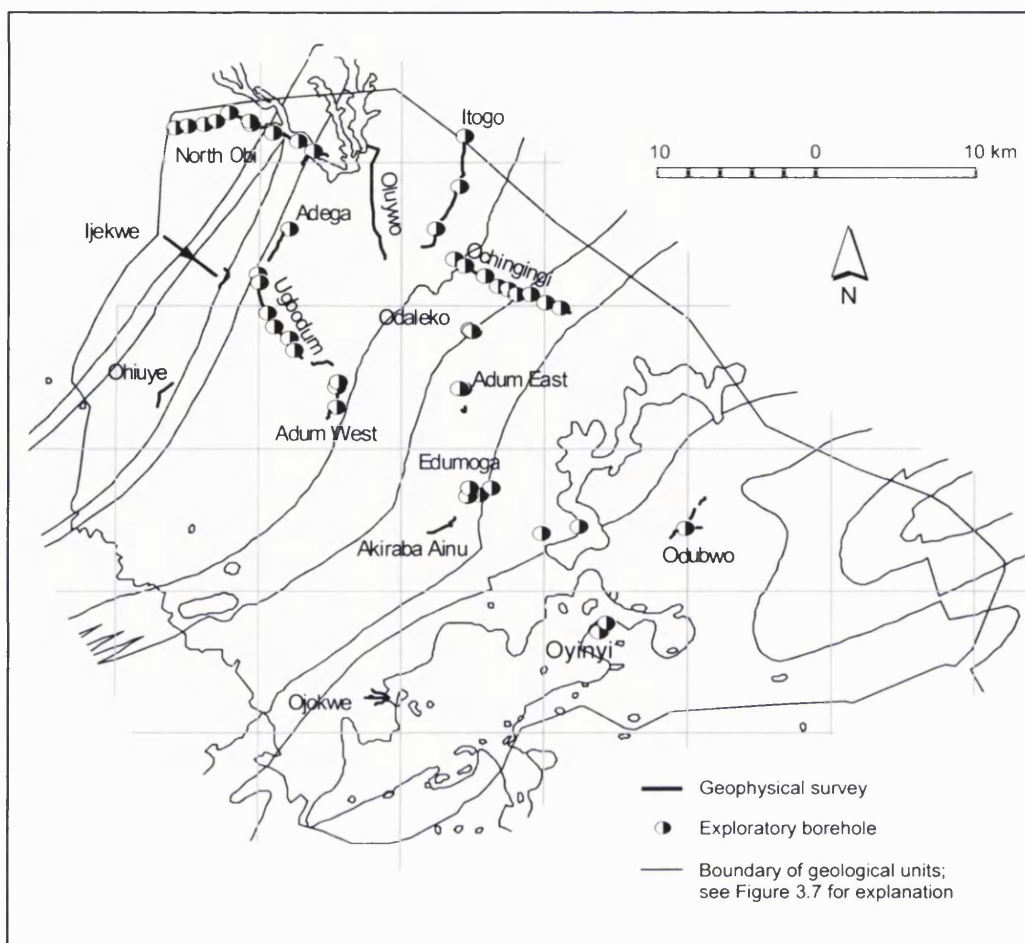 Itogo
10 0 10 km
North Obi
Oluywo
Adega
Ijekwe
Ochingingi
N
Ugbodum
Odaleko
Ohiuye
Adum East
Adum West
Edumoga
Akiraba Ainu
Odubwo
Oyinyi
Ojokwe
Geophysical survey
Exploratory borehole
Boundary of geological units;
see Figure 3.7 for explanation